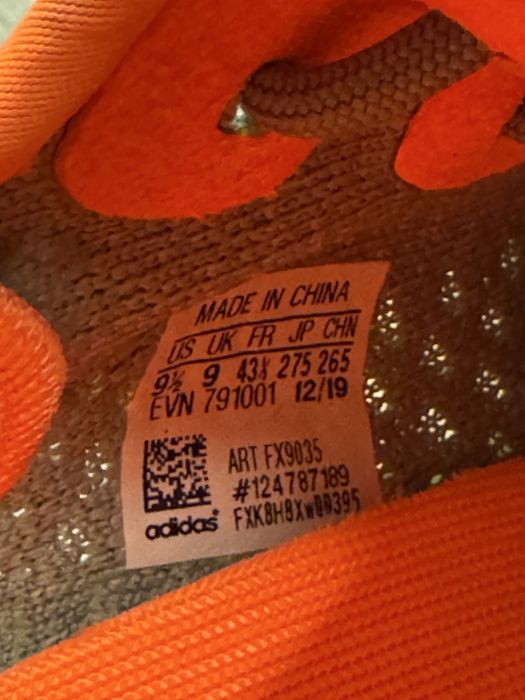 MADE IN CHINA
US UK FR JP CHN
9½ 9 43⅓ 275 265
EVN 791001 12/19
ART FX9035
#124787189
FXK8H8XW00395
adidas